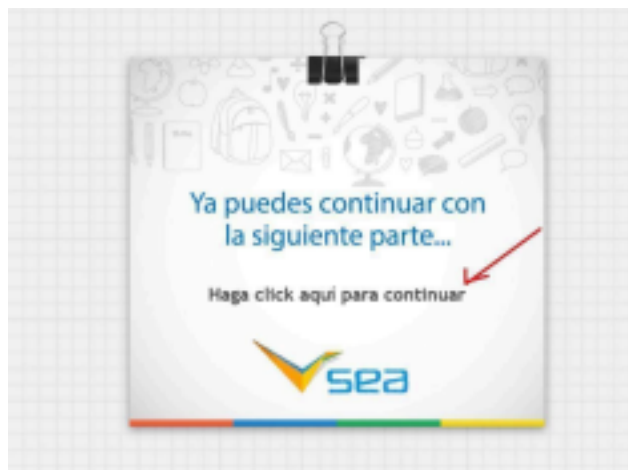 Ya puedes continuar con
la siguiente parte...
Haga click aquí para continuar
sea